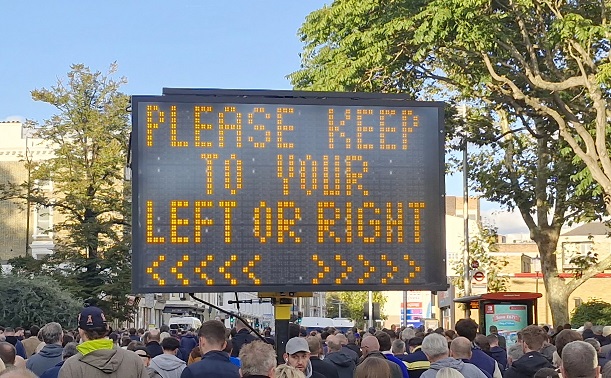 PLEASE KEEP
TO YOUR
LEFT OR RIGHT
<<<<< >>>>>